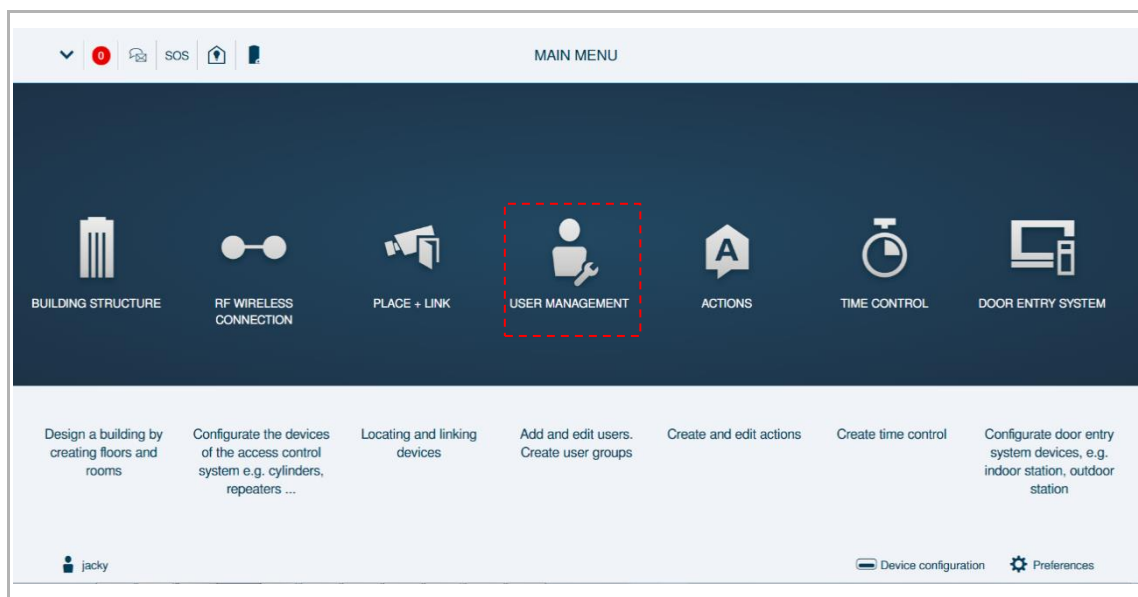 0 SOS MAIN MENU
BUILDING STRUCTURE
RF WIRELESS
CONNECTION
PLACE + LINK
USER MANAGEMENT
A
ACTIONS
TIME CONTROL
DOOR ENTRY SYSTEM
Design a building by
creating floors and
rooms
Configurate the devices
of the access control
system e.g. cylinders,
repeaters ...
Locating and linking
devices
Add and edit users.
Create user groups
Create and edit actions
Create time control
Configurate door entry
system devices, e.g.
indoor station, outdoor
station
jacky
Device configuration
Preferences